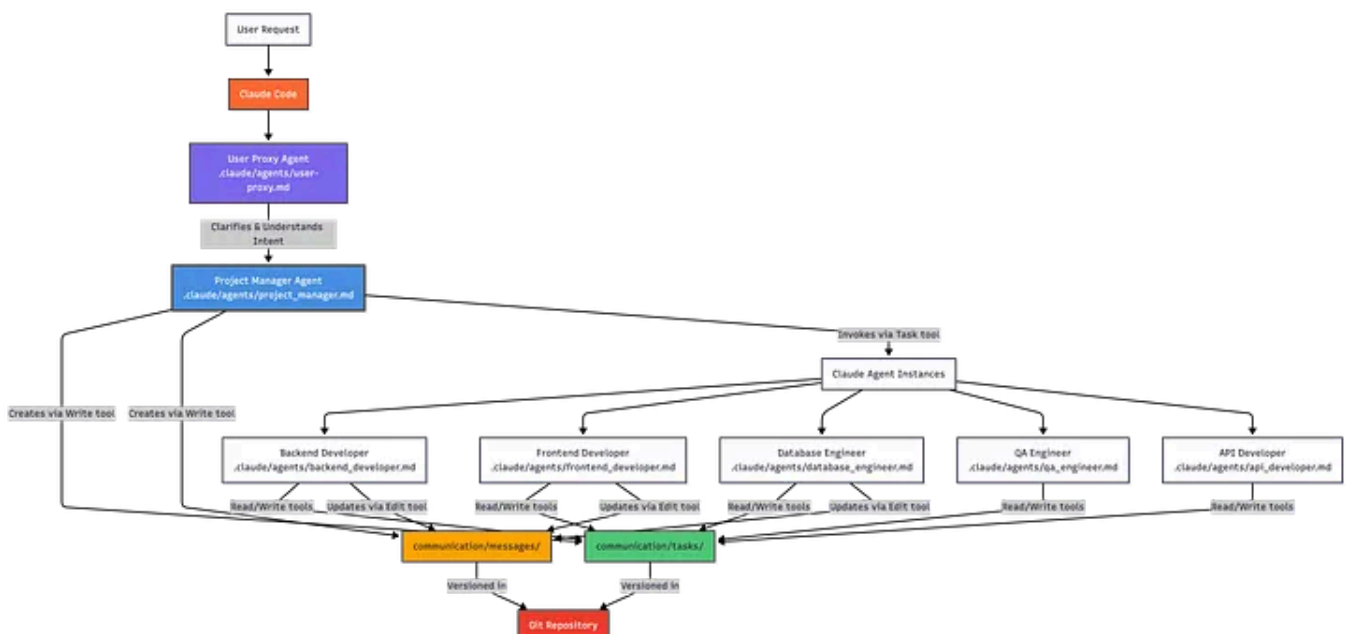 User Request
Claude Code
User Proxy Agent
.claude/agents/user-
proxy.md
Clarifies & Understands
Intent
Project Manager Agent
.claude/agents/project_manager.md
Invokes via Task tool
Claude Agent Instances
Creates via Write tool
Creates via Write tool
Backend Developer
.claude/agents/backend_developer.md
Frontend Developer
.claude/agents/frontend_developer.md
Database Engineer
.claude/agents/database_engineer.md
QA Engineer
.claude/agents/qa_engineer.md
API Developer
.claude/agents/api_developer.md
Read/Write tools
Updates via Edit tool
Read/Write tools
Updates via Edit tool
Read/Write tools
Updates via Edit tool
Read/Write tools
Read/Write tools
communication/messages/
communication/tasks/
Versioned in
Versioned in
Git Repository